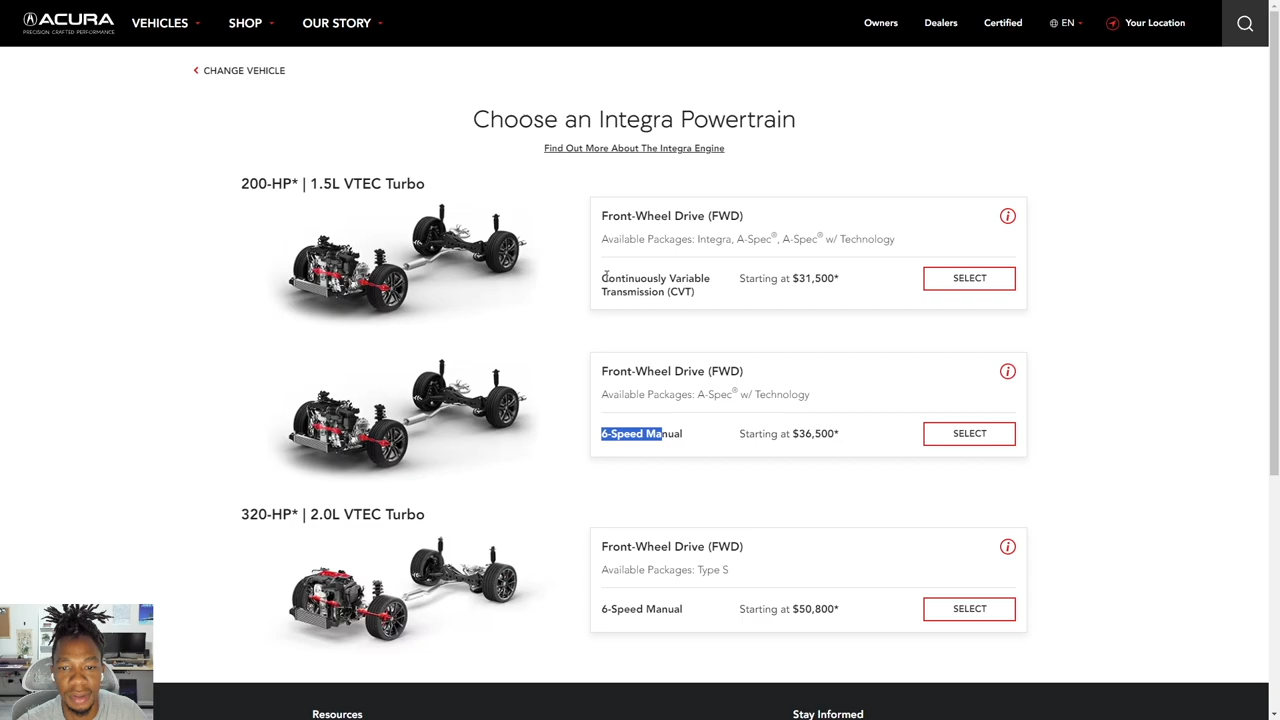 ACURA
PRECISION CRAFTED PERFORMANCE
VEHICLES
SHOP
OUR STORY
Owners
Dealers
Certified
EN
Your Location
CHANGE VEHICLE
Choose an Integra Powertrain
Find Out More About The Integra Engine
200-HP* | 1.5L VTEC Turbo
Front-Wheel Drive (FWD)
i
Available Packages: Integra, A-Spec®, A-Spec® w/ Technology
Continuously Variable
Transmission (CVT)
Starting at $31,500*
SELECT
Front-Wheel Drive (FWD)
i
Available Packages: A-Spec® w/ Technology
6-Speed Manual
Starting at $36,500*
SELECT
320-HP* | 2.0L VTEC Turbo
Front-Wheel Drive (FWD)
i
Available Packages: Type S
6-Speed Manual
Starting at $50,800*
SELECT
Resources
Stay Informed